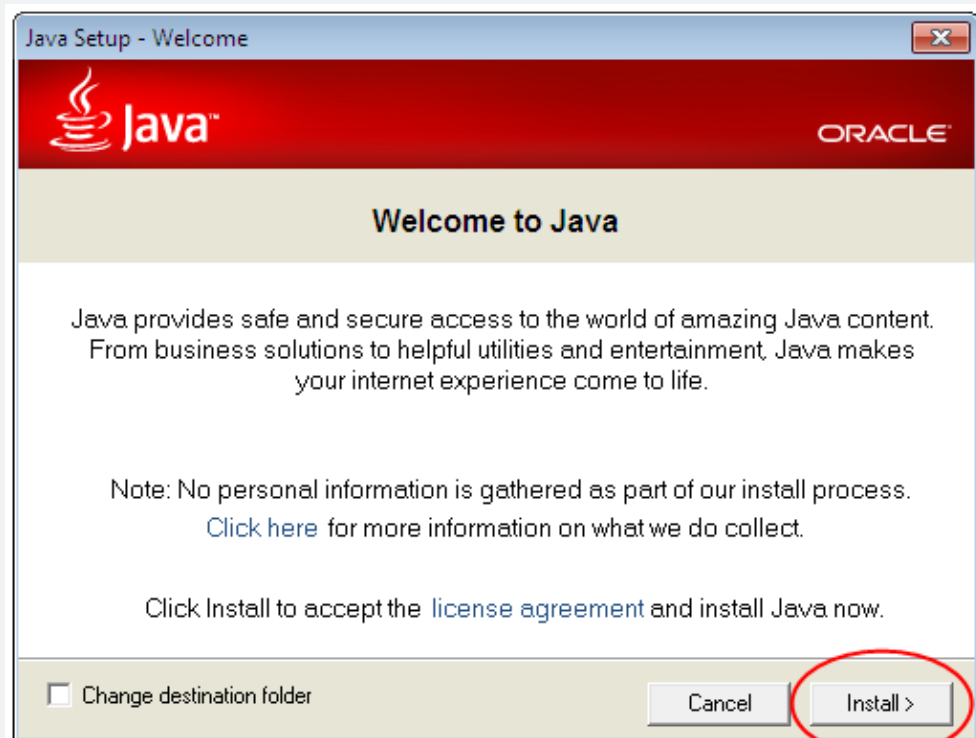 Java Setup - Welcome
Java™
ORACLE
Welcome to Java
Java provides safe and secure access to the world of amazing Java content.
From business solutions to helpful utilities and entertainment, Java makes
your internet experience come to life.
Note: No personal information is gathered as part of our install process.
Click here for more information on what we do collect.
Click Install to accept the license agreement and install Java now.
Change destination folder
Cancel
Install >